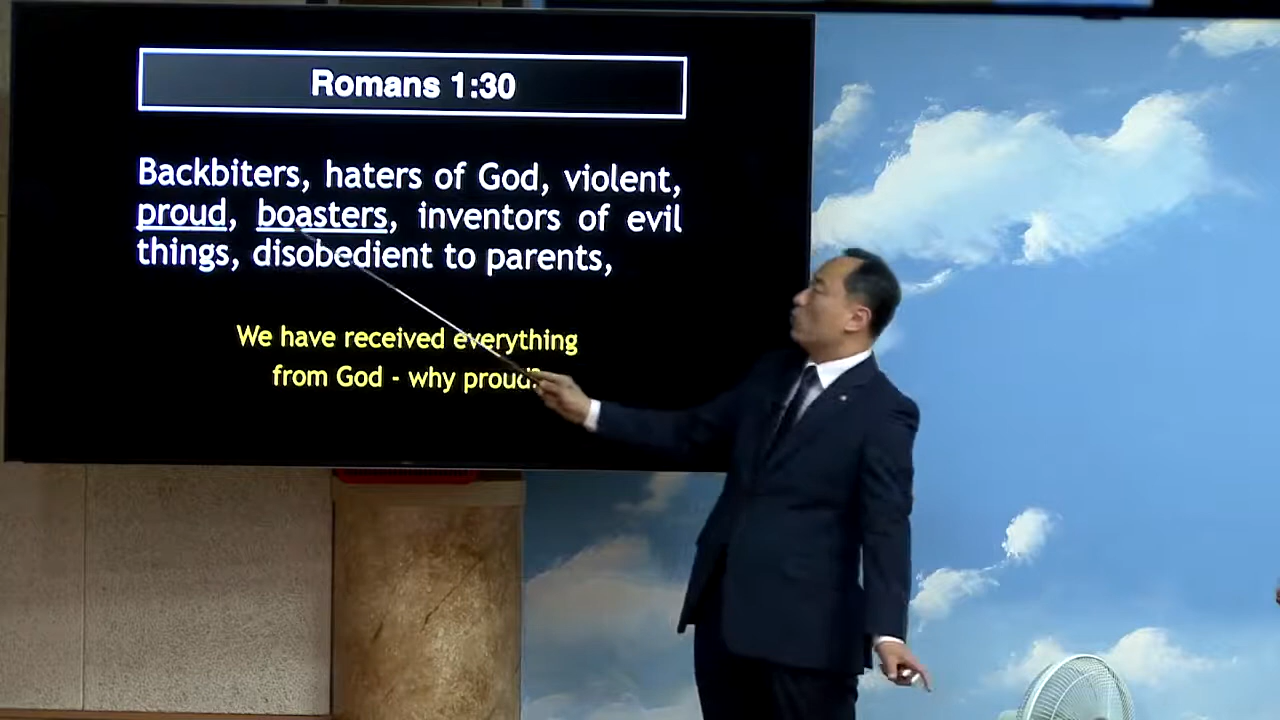 Romans 1:30
Backbiters, haters of God, violent,
proud, boasters, inventors of evil
things, disobedient to parents,
We have received everything
from God - why proud?